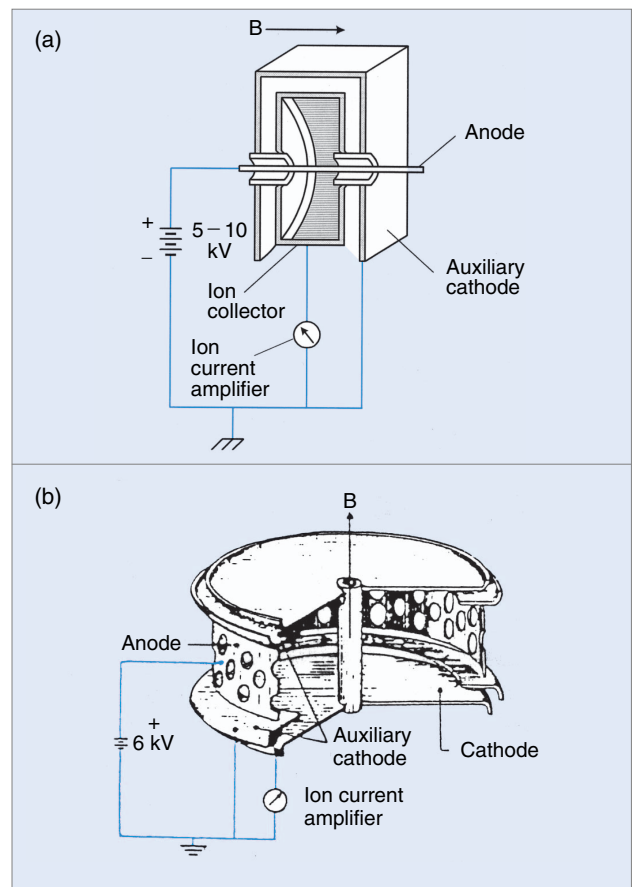 (a)
B
Anode
+
5–10
kV
–
Auxiliary
cathode
Ion
collector
Ion
current
amplifier
(b)
B
Anode
+
6 kV
Auxiliary
cathode
Cathode
Ion current
amplifier